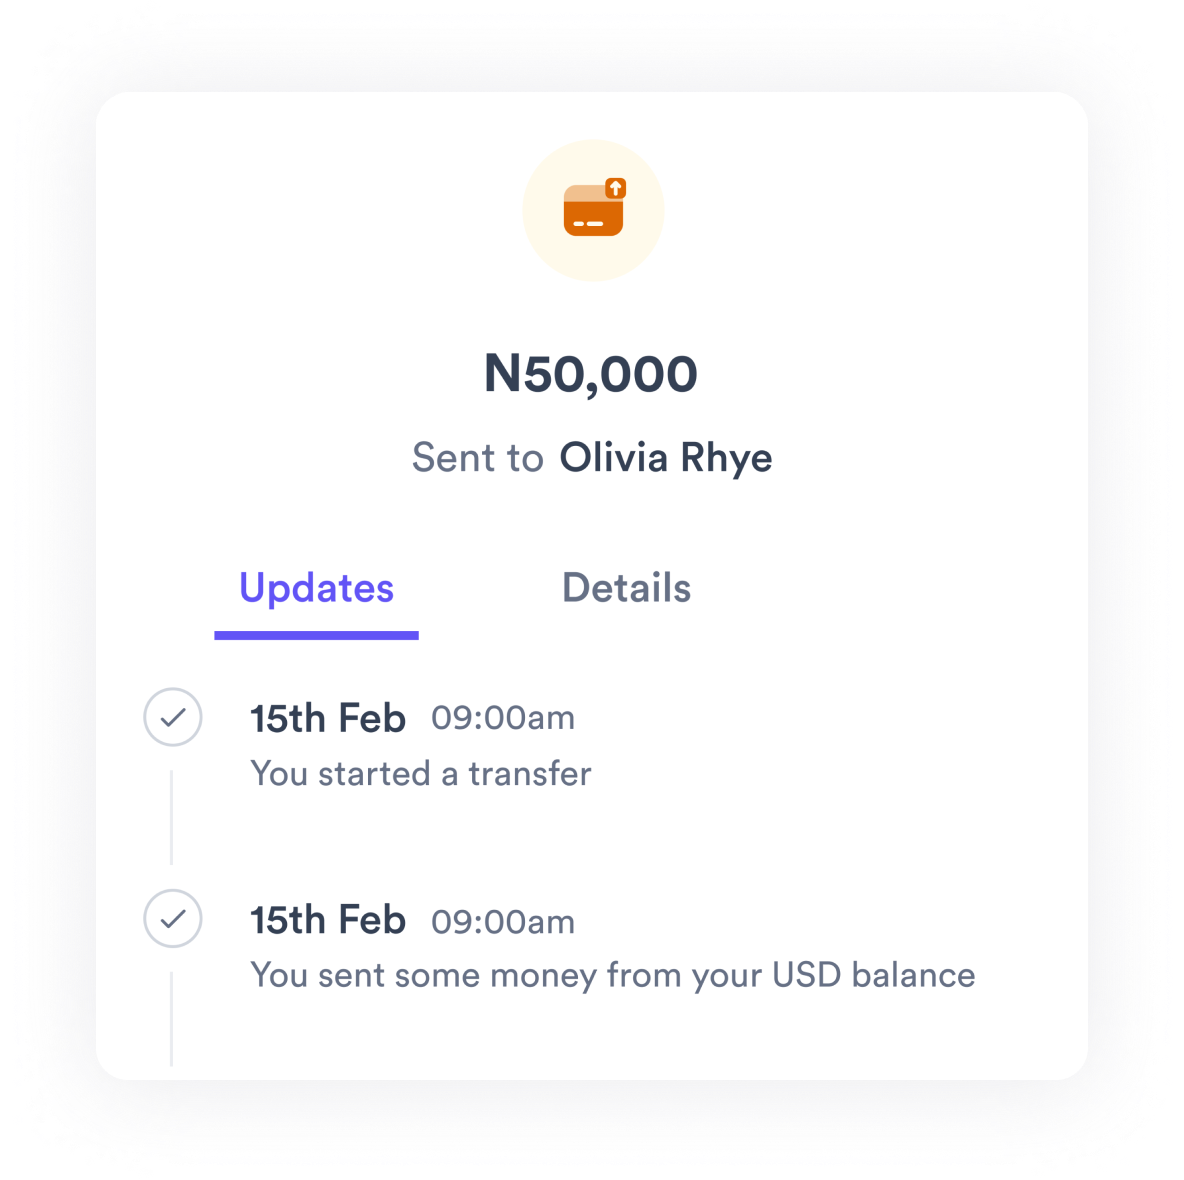 N50,000
Sent to Olivia Rhye
Updates Details
15th Feb 09:00am
You started a transfer
15th Feb 09:00am
You sent some money from your USD balance